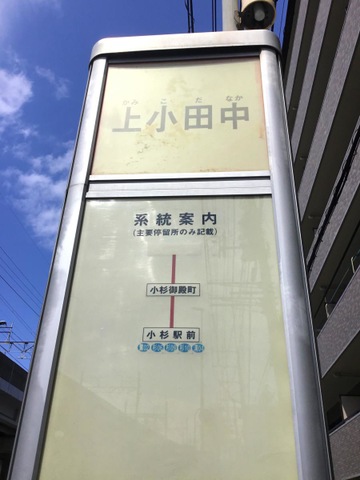 かみ こ た なか
上小田中
系統案内
(主要停留所のみ記載)
小杉御殿町
小杉駅前